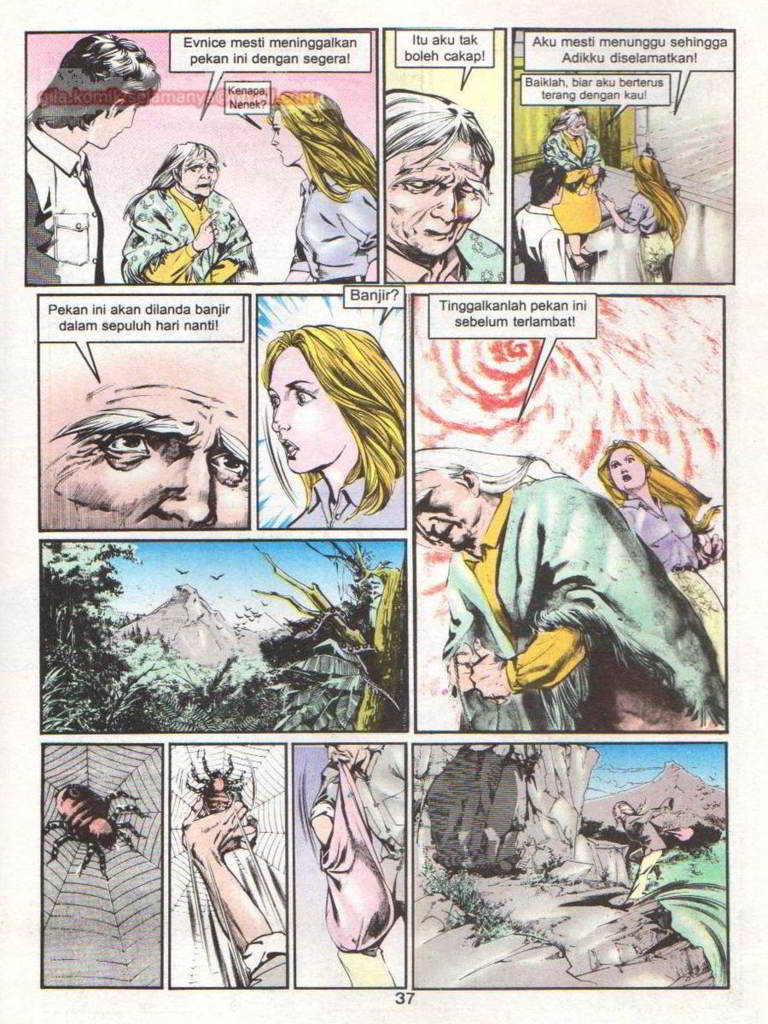 Evnice mesti meninggalkan
pekan ini dengan segera!
Kenapa,
Nenek?
Itu aku tak
boleh cakap!
Aku mesti menunggu sehingga
Adikku diselamatkan!
Baiklah, biar aku berterus
terang dengan kau!
Pekan ini akan dilanda banjir
dalam sepuluh hari nanti!
Banjir?
Tinggalkanlah pekan ini
sebelum terlambat!
37